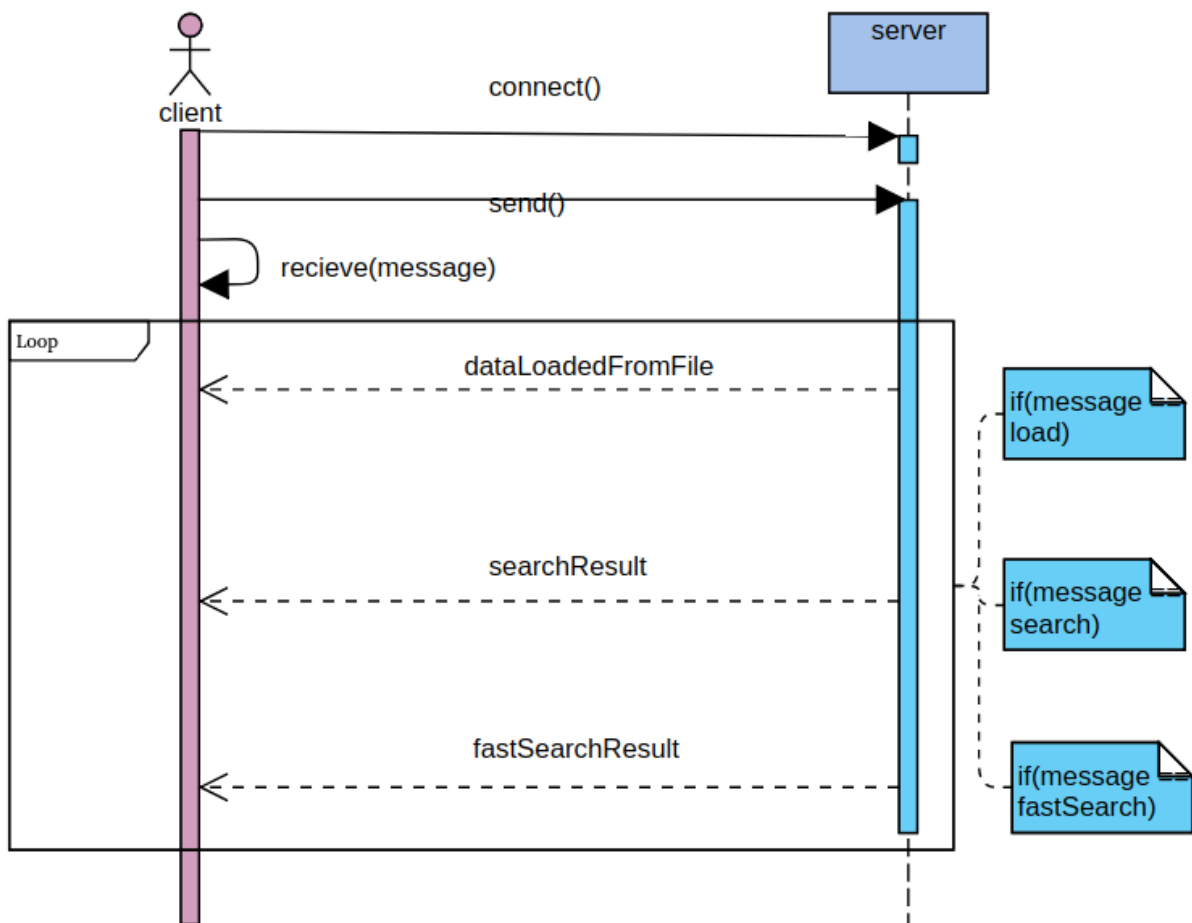 server
client
connect()
send()
recieve(message)
Loop
dataLoadedFromFile
if(message
load)
searchResult
if(message
search)
fastSearchResult
if(message
fastSearch)